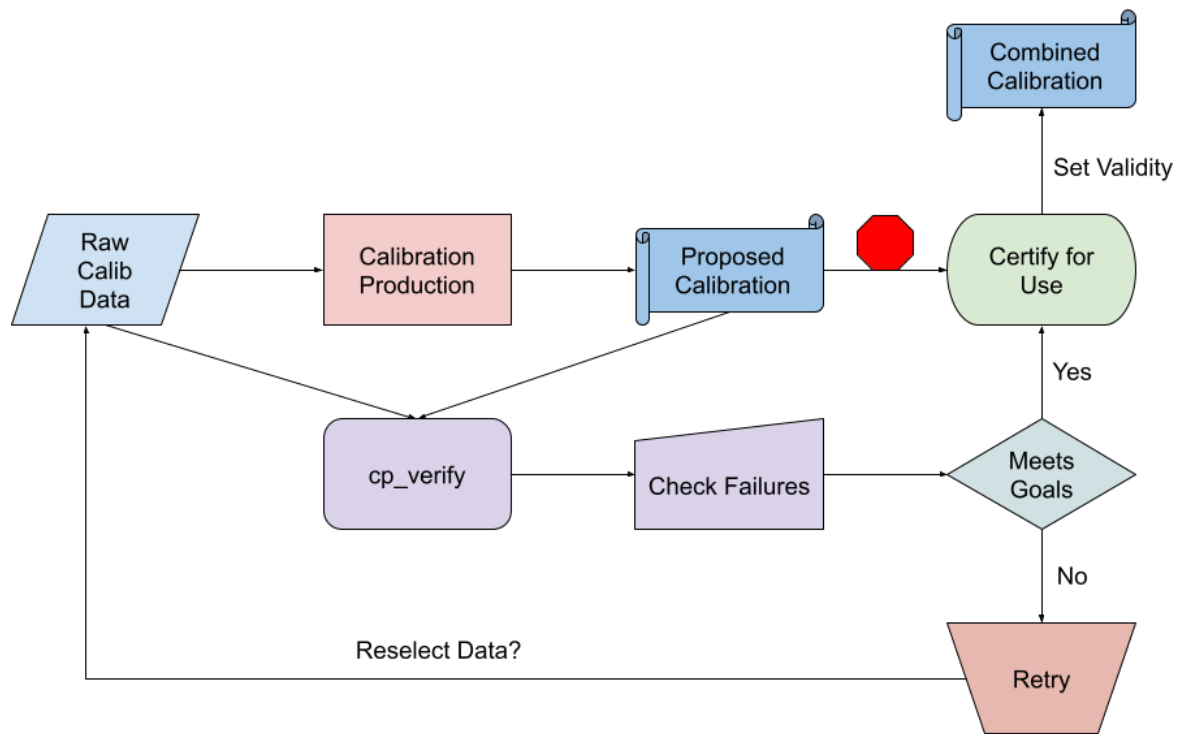 Combined
Calibration
Set Validity
Raw
Calib
Data
Calibration
Production
Proposed
Calibration
Certify for
Use
Yes
cp_verify
Check Failures
Meets
Goals
No
Reselect Data?
Retry